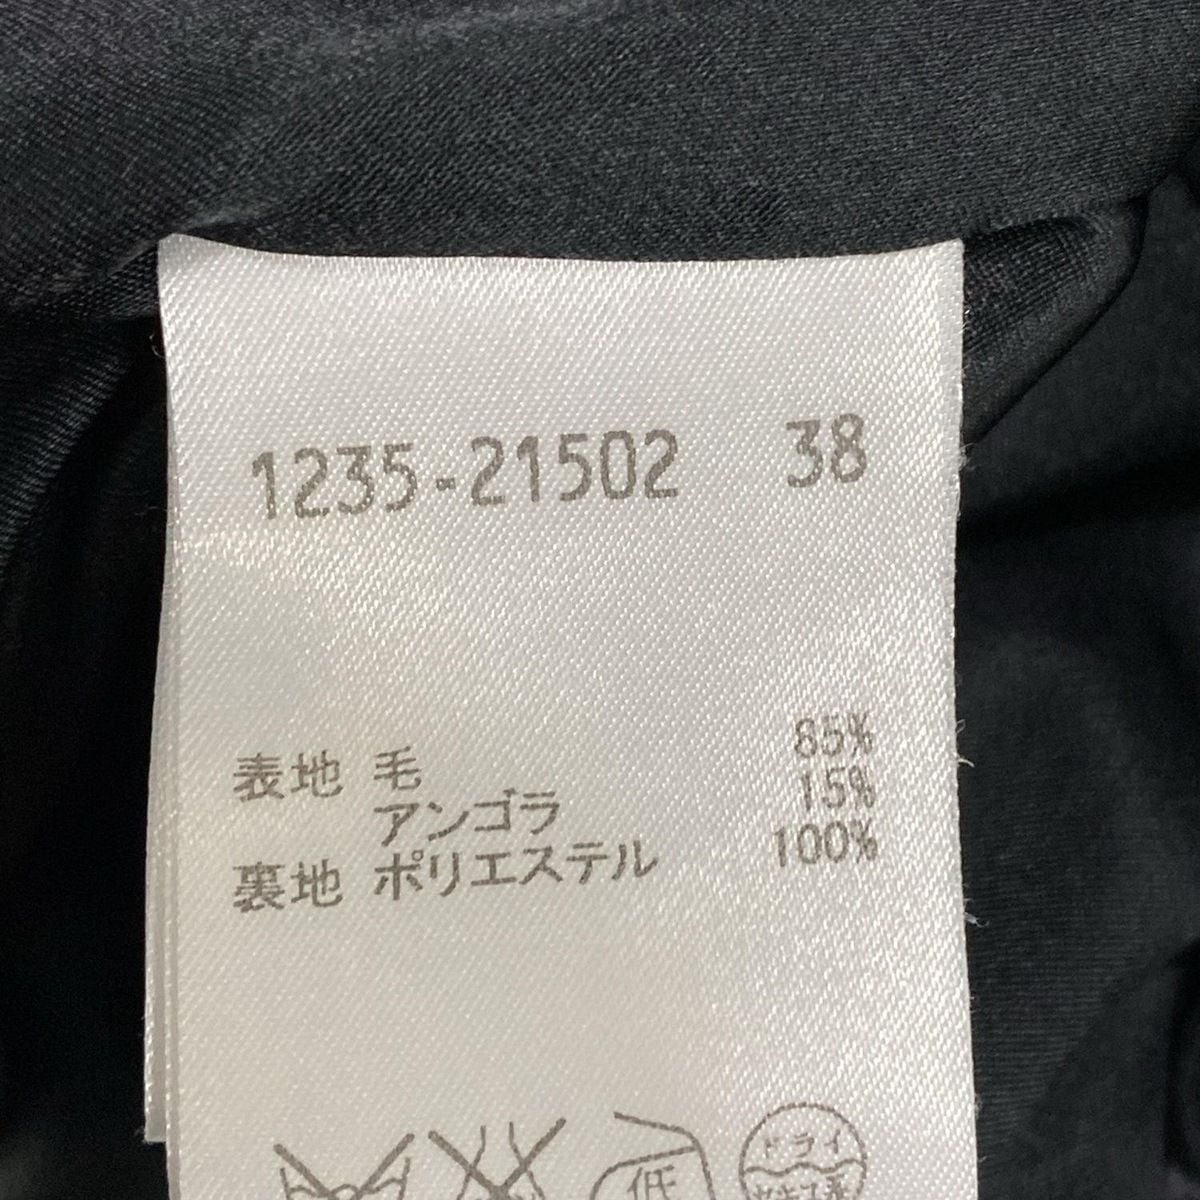 1235-21502 38
表地 毛 85%
アンゴラ 15%
裏地 ポリエステル 100%
低
ドライ